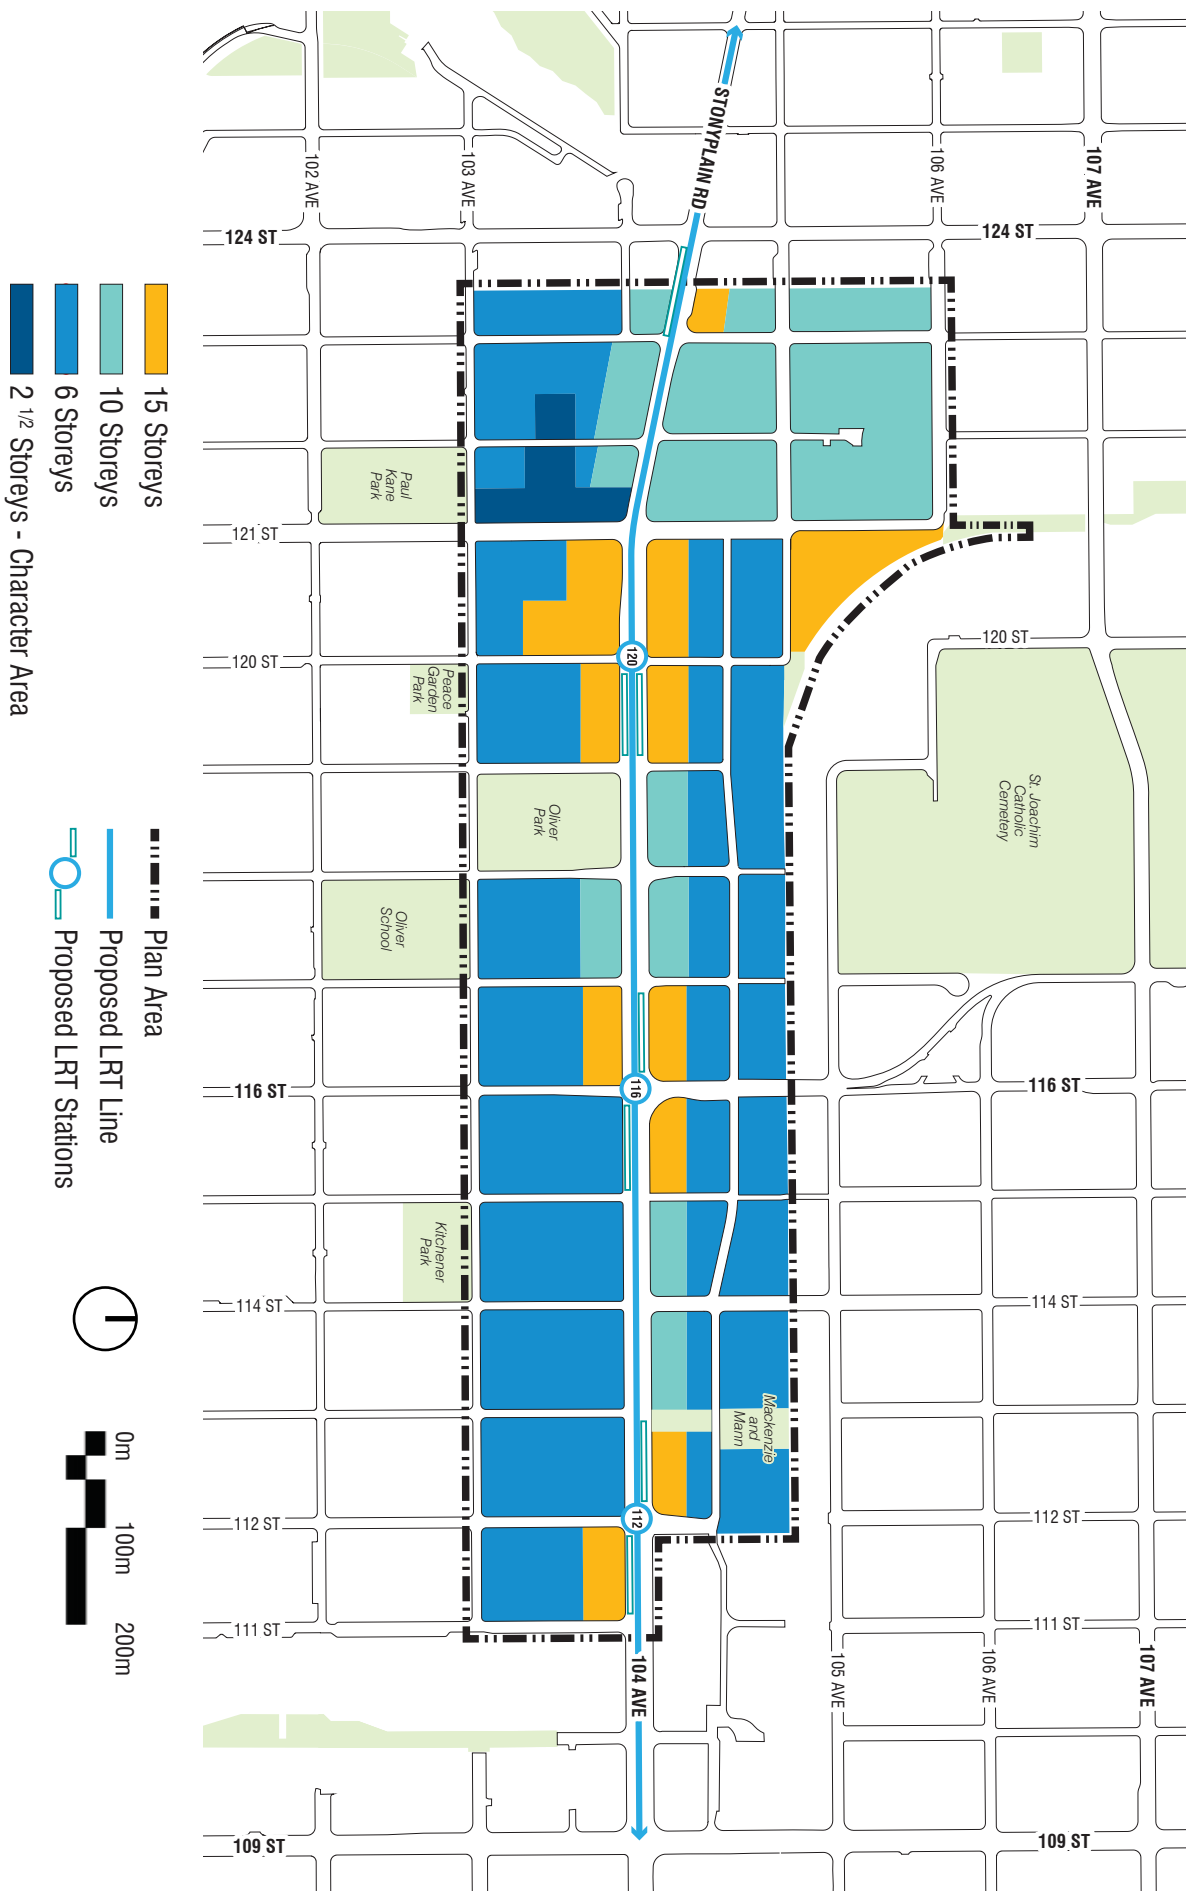 STONYPLAIN RD
102 AVE
103 AVE
106 AVE
107 AVE
124 ST
124 ST
Paul
Kane
Park
121 ST
120 ST
120 ST
120
Peace
Garden
Park
St. Joachim
Catholic
Cemetery
Oliver
Park
Oliver
School
116 ST
116
116 ST
Kitchener
Park
114 ST
114 ST
Mackenzie
and
Mann
112 ST
112
112 ST
111 ST
111 ST
104 AVE
105 AVE
106 AVE
107 AVE
109 ST
109 ST
15 Storeys
10 Storeys
6 Storeys
2 1/2 Storeys - Character Area
Plan Area
Proposed LRT Line
Proposed LRT Stations
0m
100m
200m